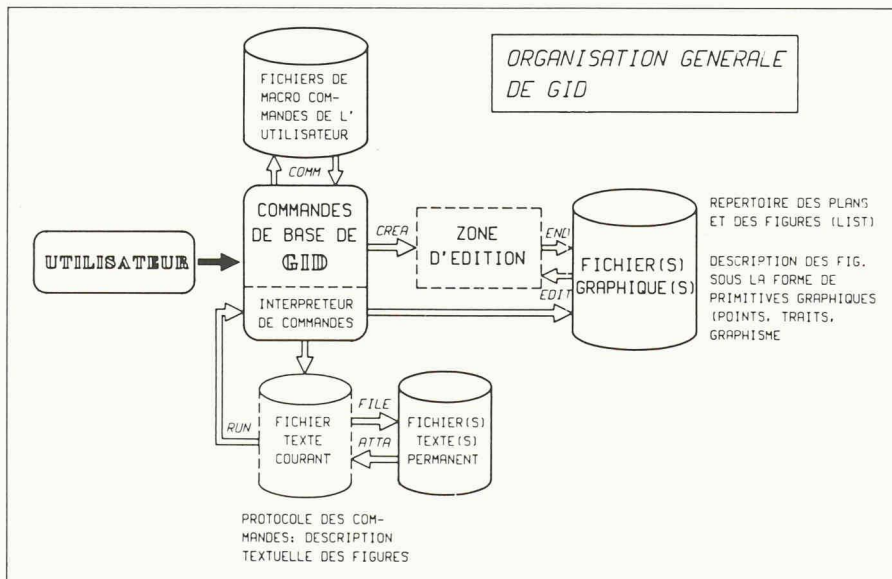 ORGANISATION GENERALE
DE GID
FICHIERS DE
MACRO COM-
MANDES DE L'
UTILISATEUR
COMM
UTILISATEUR
COMMANDES
DE BASE DE
GID
INTERPRETEUR
DE COMMANDES
CREA
ZONE
D'EDITION
END
EDIT
FICHIER(S)
GRAPHIQUE(S)
REPERTOIRE DES PLANS
ET DES FIGURES (LIST)
DESCRIPTION DES FIG.
SOUS LA FORME DE
PRIMITIVES GRAPHIQUES
(POINTS, TRAITS,
GRAPHISME
RUN
FICHIER
TEXTE
COURANT
FILE
ATTA
FICHIER(S)
TEXTE(S)
PERMANENT
PROTOCOLE DES COM-
MANDES: DESCRIPTION
TEXTUELLE DES FIGURES